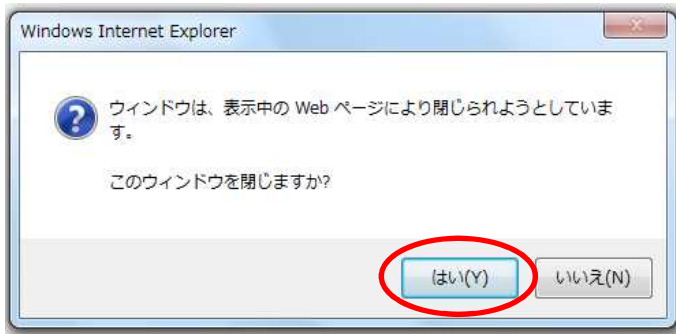 Windows Internet Explorer
ウィンドウは、表示中の Web ページにより閉じられようとしていま
す。
このウィンドウを閉じますか?
はい(Y)
いいえ(N)